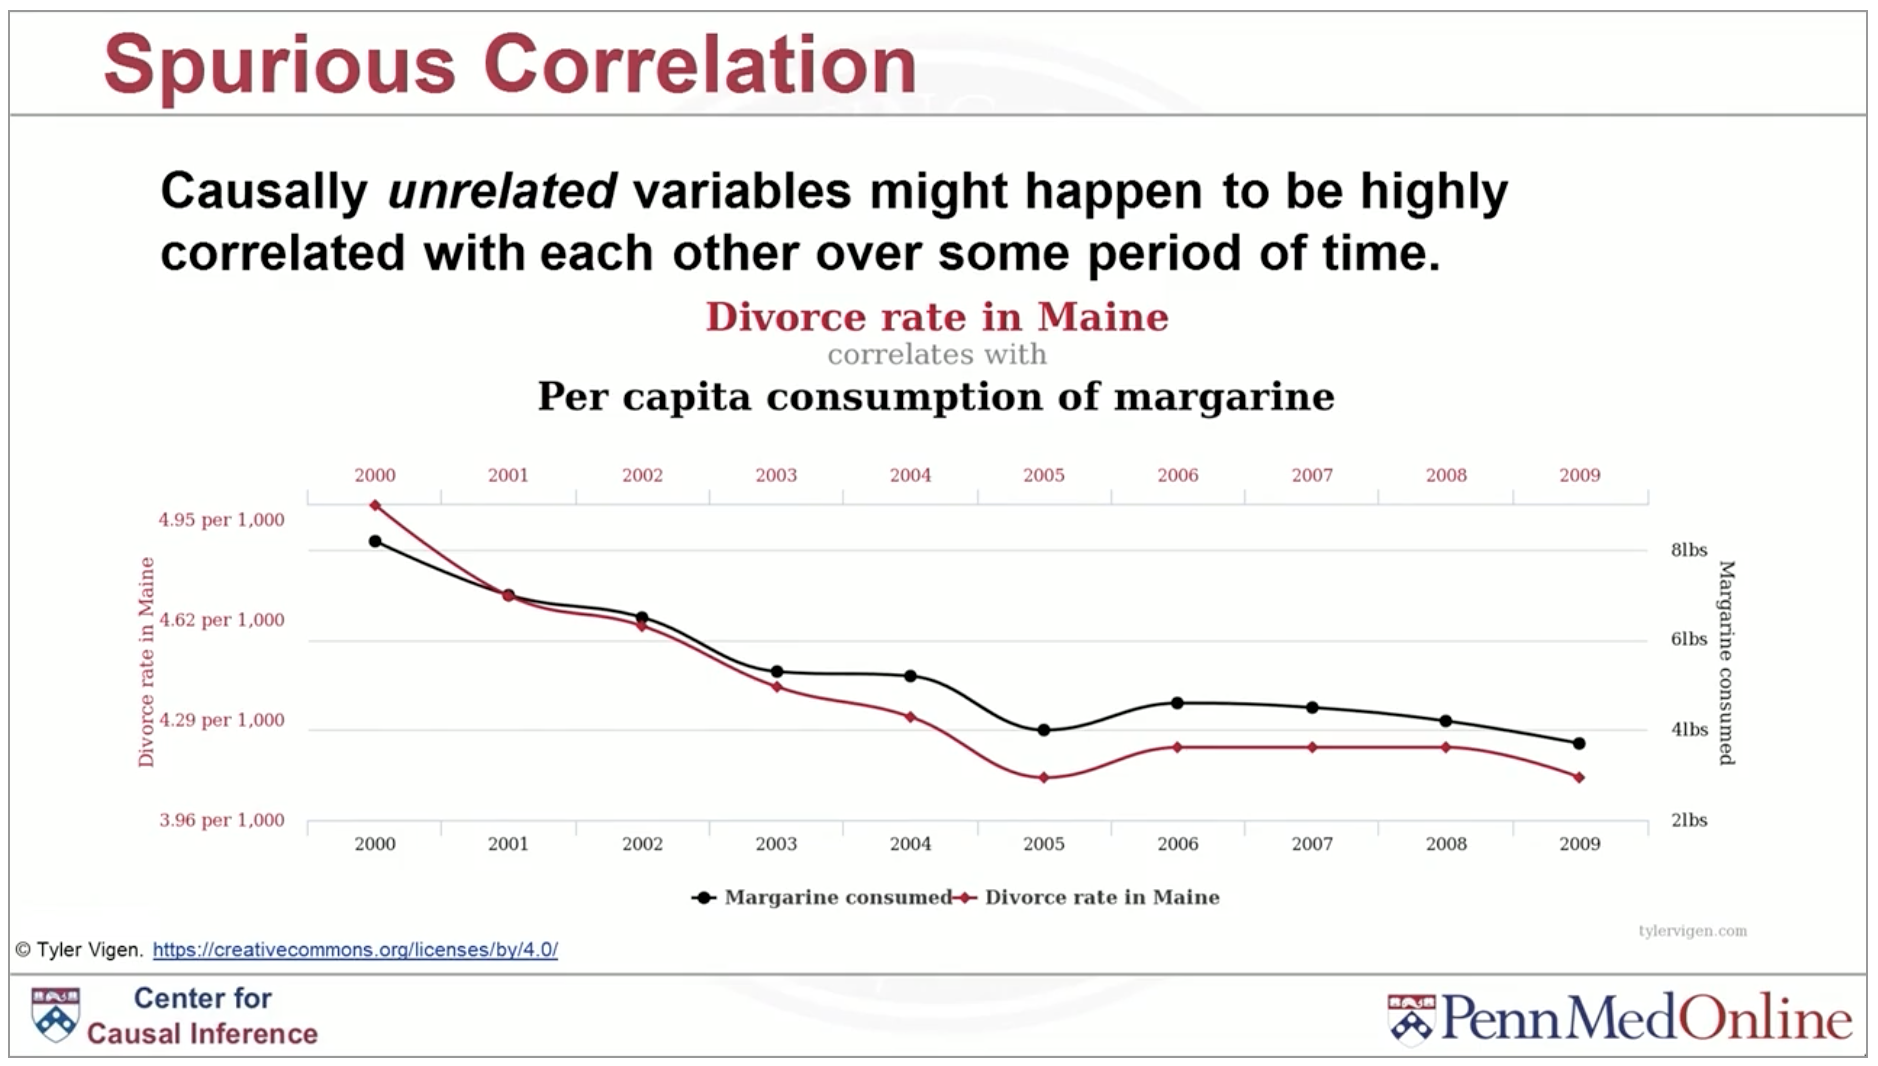 Spurious Correlation
Causally unrelated variables might happen to be highly
correlated with each other over some period of time.
Divorce rate in Maine
correlates with
Per capita consumption of margarine
2000 2001 2002 2003 2004 2005 2006 2007 2008 2009
4.95 per 1,000
4.62 per 1,000
4.29 per 1,000
3.96 per 1,000
Divorce rate in Maine
8lbs
6lbs
4lbs
2lbs
Margarine consumed
2000 2001 2002 2003 2004 2005 2006 2007 2008 2009
Margarine consumed Divorce rate in Maine
tylervigen.com
© Tyler Vigen. https://creativecommons.org/licenses/by/4.0/
Center for
Causal Inference
PennMedOnline